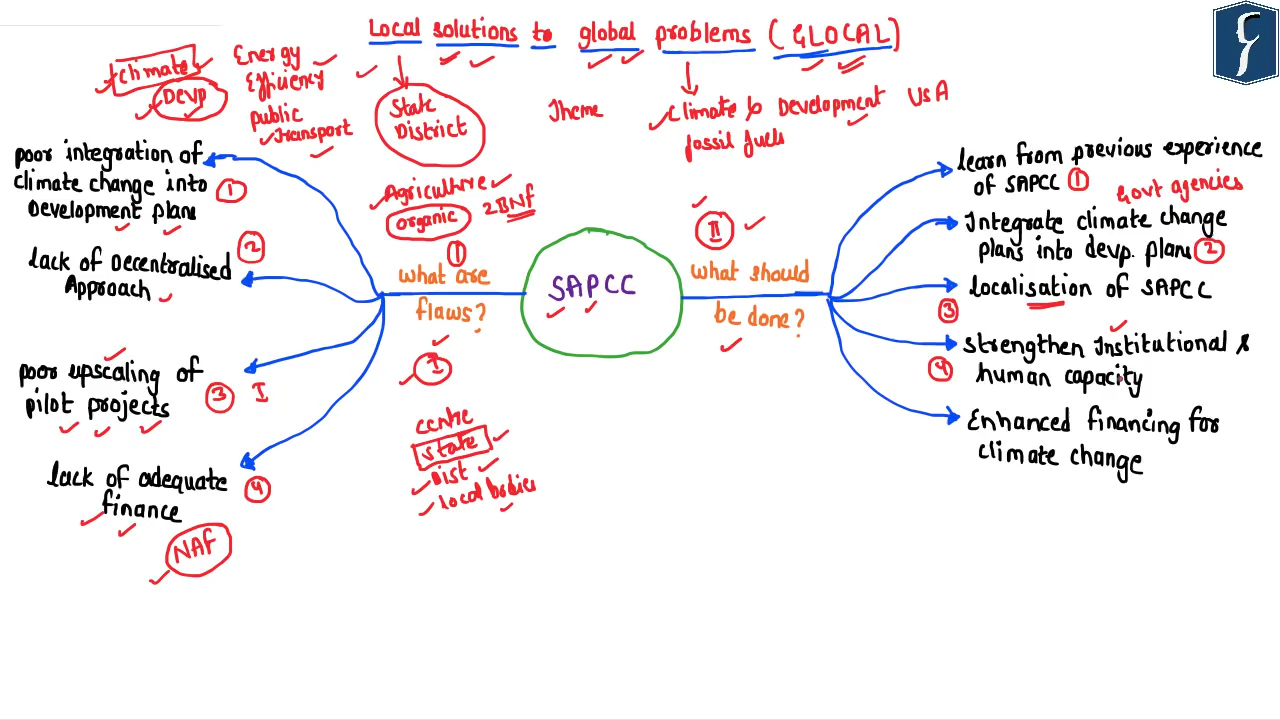 Local solutions to global problems (GLOCAL)
climate
Devp
Energy
Efficiency
public
Transport
State
District
Theme
climate & Development USA
fossil fuels
poor integration of
climate change into
Development plans
1
lack of Decentralised
Approach
2
poor upscaling of
pilot projects
3 I
lack of adequate
finance
4
NAF
Agriculture
organic ZBNF
1
what are
flaws?
I
centre
state
Dist
local bodies
SAPCC
II
what should
be done?
learn from previous experience
of SAPCC 1
Govt agencies
Integrate climate change
plans into devp. plans 2
localisation of SAPCC
3
strengthen Institutional &
human capacity
4
Enhanced financing for
climate change